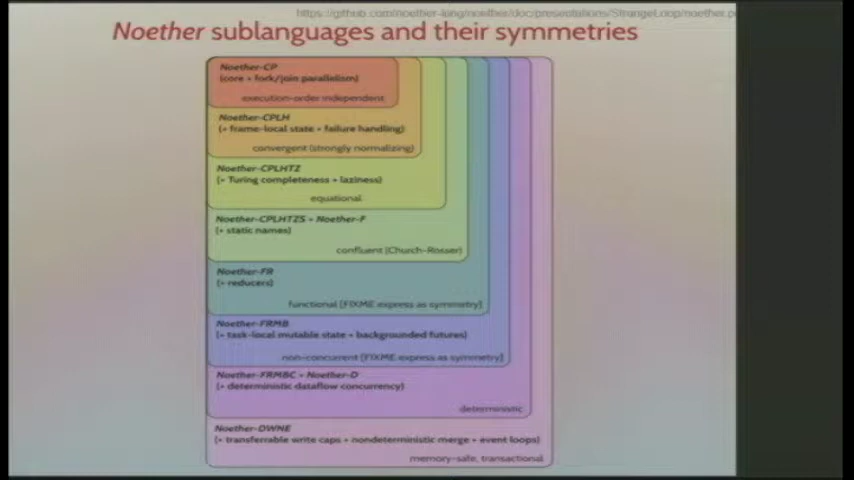 https://github.com/noether-lang/noether/doc/presentations/StrangeLoop/noether.p
Noether sublanguages and their symmetries
Noether-CP
(core + fork/join parallelism)
execution-order independent
Noether-CPLH
(+ frame-local state + failure handling)
convergent (strongly normalizing)
Noether-CPLHTZ
(+ Turing completeness + laziness)
equational
Noether-CPLHTZS = Noether-F
(+ static names)
confluent (Church-Rosser)
Noether-FR
(+ reducers)
functional [FIXME express as symmetry]
Noether-FRMB
(+ task-local mutable state + backgrounded futures)
non-concurrent [FIXME express as symmetry]
Noether-FRMBC = Noether-D
(+ deterministic dataflow concurrency)
deterministic
Noether-DWNE
(+ transferrable write caps + nondeterministic merge + event loops)
memory-safe, transactional